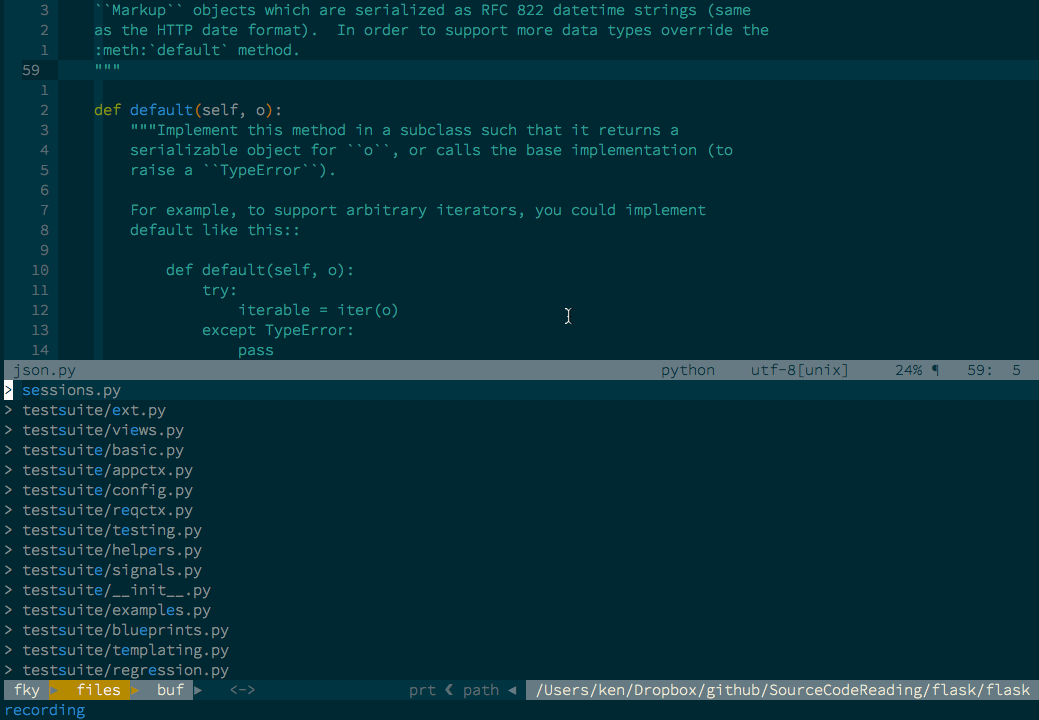 3 ``Markup`` objects which are serialized as RFC 822 datetime strings (same
2 as the HTTP date format).  In order to support more data types override the
1 :meth:`default` method.
59 """
1
2 def default(self, o):
3 """Implement this method in a subclass such that it returns a
4 serializable object for ``o``, or calls the base implementation (to
5 raise a ``TypeError``).
6
7 For example, to support arbitrary iterators, you could implement
8 default like this::
9
10 def default(self, o):
11 try:
12 iterable = iter(o)
13 except TypeError:
14 pass
json.py python utf-8[unix] 24% ¶ 59: 5
> sessions.py
> testsuite/ext.py
> testsuite/views.py
> testsuite/basic.py
> testsuite/appctx.py
> testsuite/config.py
> testsuite/reqctx.py
> testsuite/testing.py
> testsuite/helpers.py
> testsuite/signals.py
> testsuite/__init__.py
> testsuite/examples.py
> testsuite/blueprints.py
> testsuite/templating.py
> testsuite/regression.py
fky files buf <-> prt ❮ path ◂ /Users/ken/Dropbox/github/SourceCodeReading/flask/flask
recording